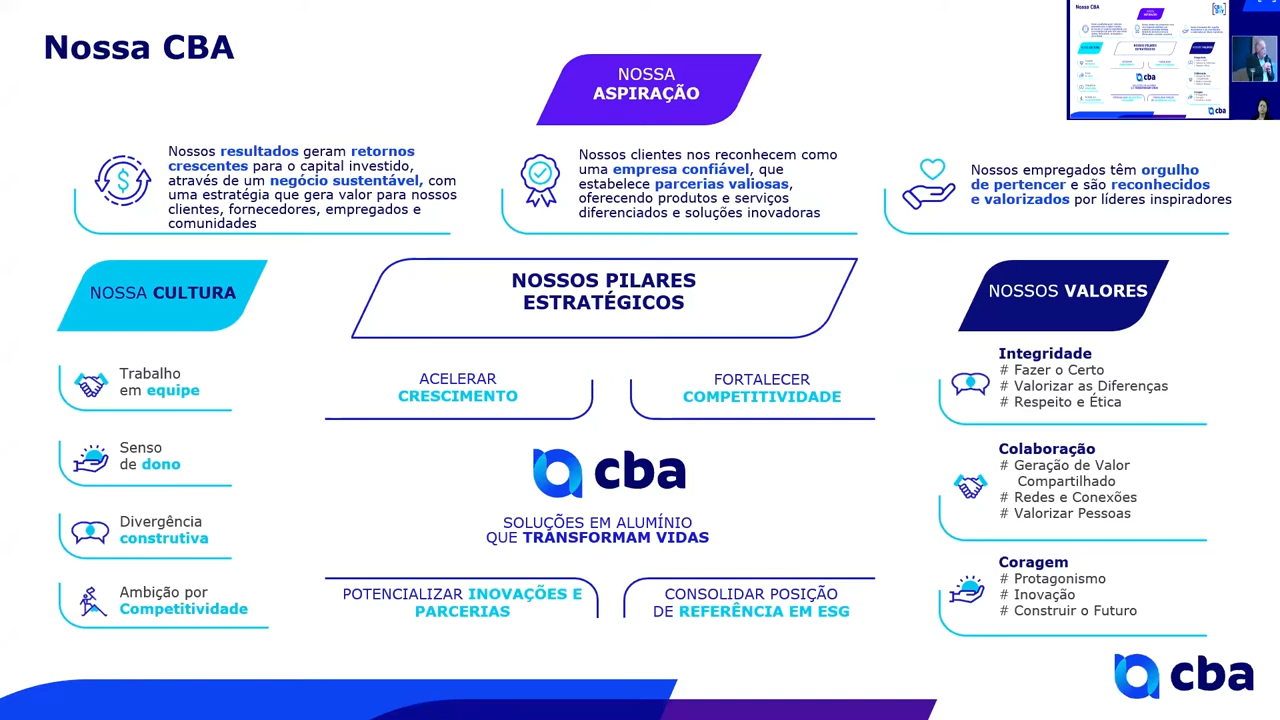 Nossa CBA
NOSSA
ASPIRAÇÃO
Nossos resultados geram retornos
crescentes para o capital investido,
através de um negócio sustentável, com
uma estratégia que gera valor para nossos
clientes, fornecedores, empregados e
comunidades
Nossos clientes nos reconhecem como
uma empresa confiável, que
estabelece parcerias valiosas,
oferecendo produtos e serviços
diferenciados e soluções inovadoras
Nossos empregados têm orgulho
de pertencer e são reconhecidos
e valorizados por líderes inspiradores
NOSSA CULTURA
Trabalho
em equipe
Senso
de dono
Divergência
construtiva
Ambição por
Competitividade
NOSSOS PILARES
ESTRATÉGICOS
ACELERAR
CRESCIMENTO
FORTALECER
COMPETITIVIDADE
cba
SOLUÇÕES EM ALUMÍNIO
QUE TRANSFORMAM VIDAS
POTENCIALIZAR INOVAÇÕES E
PARCERIAS
CONSOLIDAR POSIÇÃO
DE REFERÊNCIA EM ESG
NOSSOS VALORES
Integridade
# Fazer o Certo
# Valorizar as Diferenças
# Respeito e Ética
Colaboração
# Geração de Valor
Compartilhado
# Redes e Conexões
# Valorizar Pessoas
Coragem
# Protagonismo
# Inovação
# Construir o Futuro
cba
Nossa CBA
cba
cba